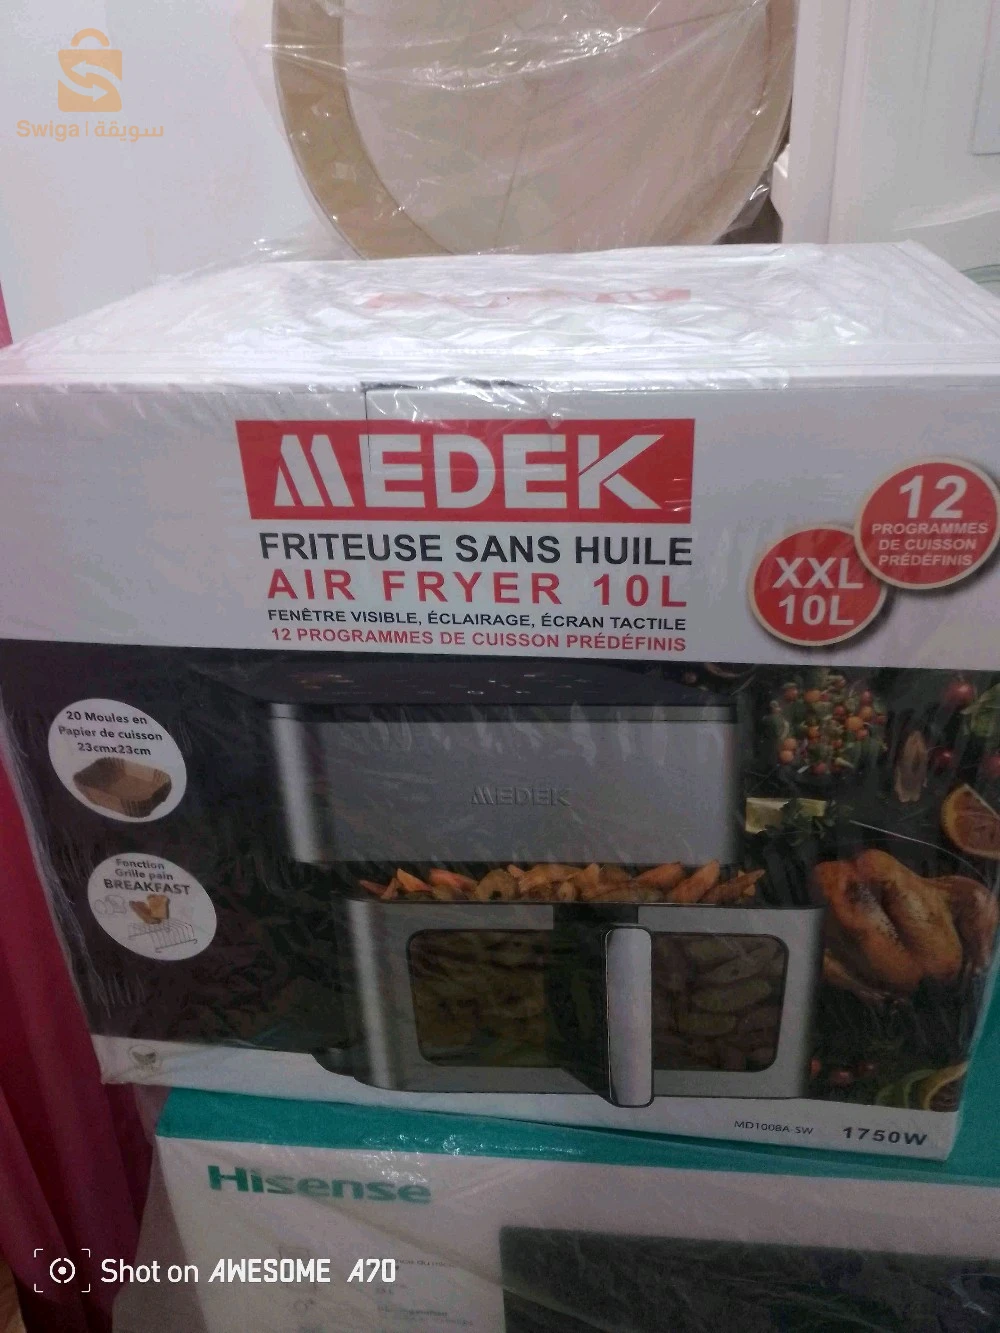 Swiga | سويقة
MEDEK
FRITEUSE SANS HUILE
AIR FRYER 10L
FENÊTRE VISIBLE, ÉCLAIRAGE, ÉCRAN TACTILE
12 PROGRAMMES DE CUISSON PRÉDÉFINIS
12
PROGRAMMES
DE CUISSON
PRÉDÉFINIS
XXL
10L
20 Moules en
Papier de cuisson
23cmx23cm
MEDEK
Fonction
Grille pain
BREAKFAST
MD1008A-SW 1750W
Hisense
Shot on AWESOME A70